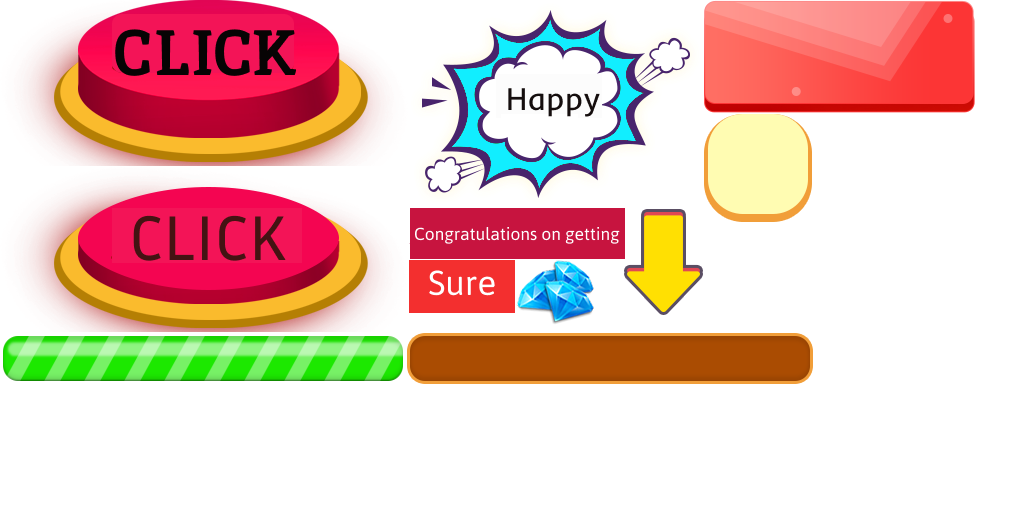 CLICK
Happy
CLICK
Congratulations on getting
Sure